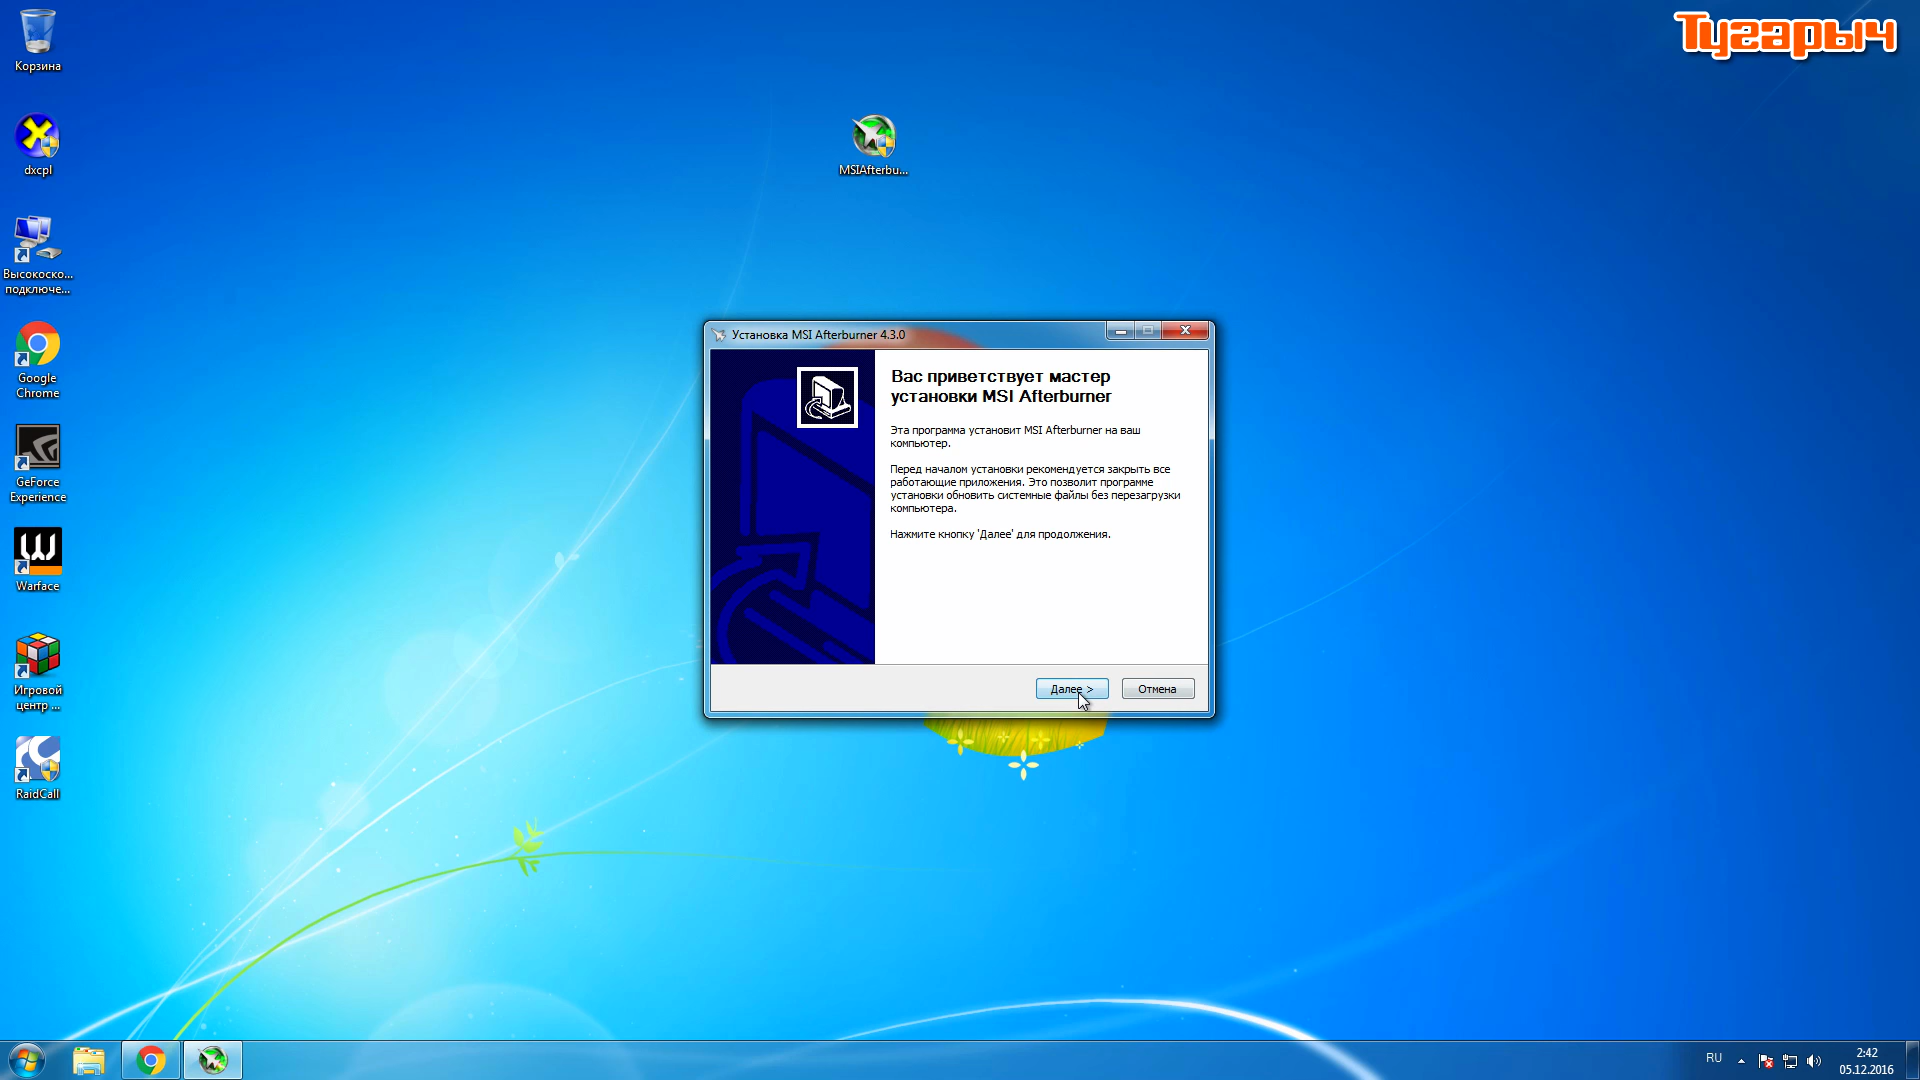 Тугарыч
Корзина
dxcpl
MSIAfterbu...
Высокоско...
подключе...
Google
Chrome
GeForce
Experience
Warface
Игровой
центр ...
RaidCall
Установка MSI Afterburner 4.3.0
Вас приветствует мастер
установки MSI Afterburner
Эта программа установит MSI Afterburner на ваш
компьютер.
Перед началом установки рекомендуется закрыть все
работающие приложения. Это позволит программе
установки обновить системные файлы без перезагрузки
компьютера.
Нажмите кнопку 'Далее' для продолжения.
Далее >
Отмена
RU
2:42
05.12.2016